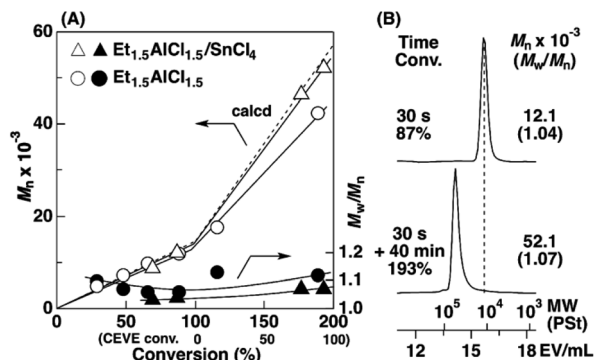 (A)
60
40
20
0
Mn x 10-3
Et1.5AlCl1.5/SnCl4
Et1.5AlCl1.5
calcd
Mw/Mn
1.2
1.1
1.0
0 50 100 150 200
(CEVE conv. 0 50 100)
Conversion (%)
(B)
Time Mn x 10-3
Conv. (Mw/Mn)
30 s 12.1
87% (1.04)
30 s
+ 40 min 52.1
193% (1.07)
105 104 103 MW
(PSt)
12 15 18 EV/mL